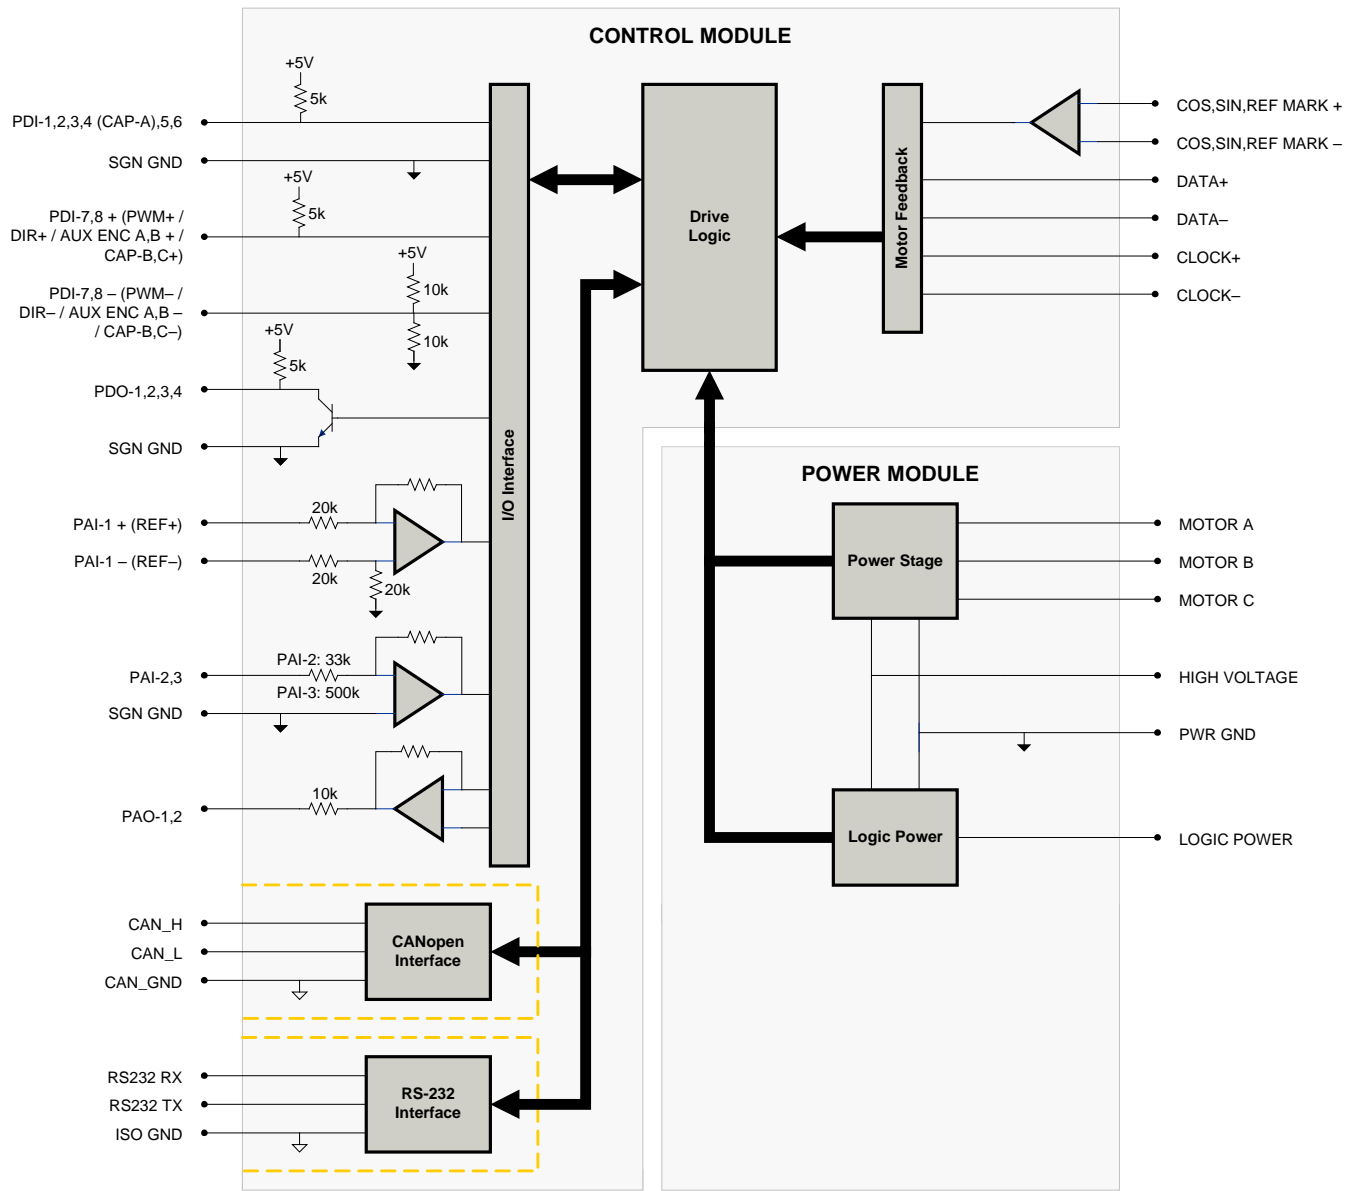 CONTROL MODULE
+5V
5k
PDI-1,2,3,4 (CAP-A),5,6
SGN GND
+5V
5k
PDI-7,8 + (PWM+ /
DIR+ / AUX ENC A,B + /
CAP-B,C+)
+5V
10k
PDI-7,8 – (PWM– /
DIR– / AUX ENC A,B –
/ CAP-B,C–)
10k
+5V
5k
PDO-1,2,3,4
SGN GND
20k
PAI-1 + (REF+)
PAI-1 – (REF–)
20k
20k
PAI-2: 33k
PAI-2,3
PAI-3: 500k
SGN GND
10k
PAO-1,2
I/O Interface
CAN_H
CAN_L
CAN_GND
CANopen
Interface
RS232 RX
RS232 TX
ISO GND
RS-232
Interface
Drive
Logic
Motor Feedback
COS,SIN,REF MARK +
COS,SIN,REF MARK –
DATA+
DATA–
CLOCK+
CLOCK–
POWER MODULE
Power Stage
MOTOR A
MOTOR B
MOTOR C
HIGH VOLTAGE
PWR GND
Logic Power
LOGIC POWER